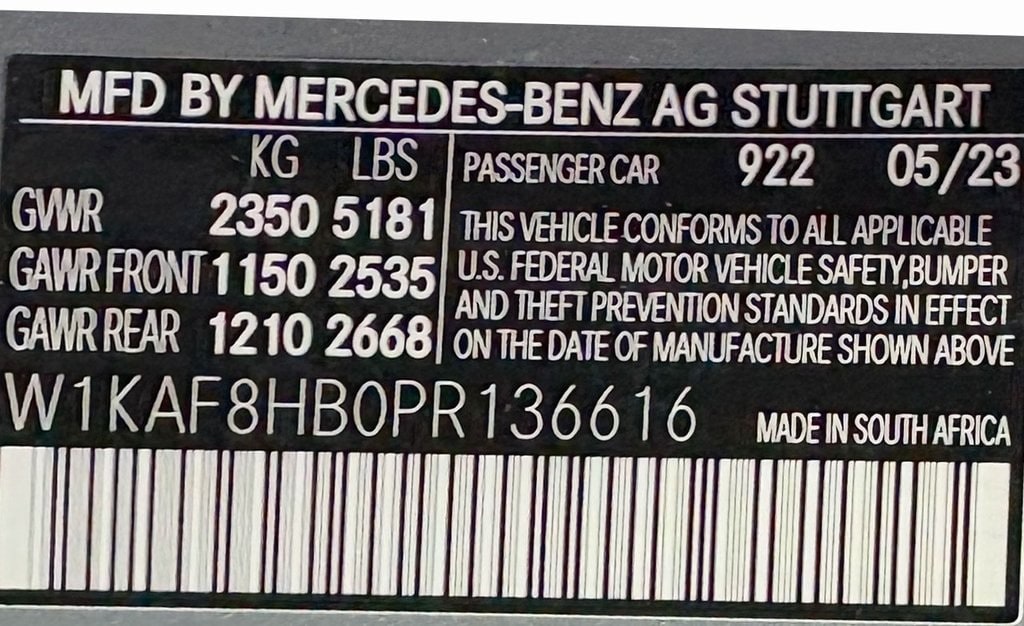 MFD BY MERCEDES-BENZ AG STUTTGART
KG LBS
GVWR 2350 5181
GAWR FRONT 1150 2535
GAWR REAR 1210 2668
PASSENGER CAR 922 05/23
THIS VEHICLE CONFORMS TO ALL APPLICABLE
U.S. FEDERAL MOTOR VEHICLE SAFETY,BUMPER
AND THEFT PREVENTION STANDARDS IN EFFECT
ON THE DATE OF MANUFACTURE SHOWN ABOVE
W1KAF8HB0PR136616
MADE IN SOUTH AFRICA